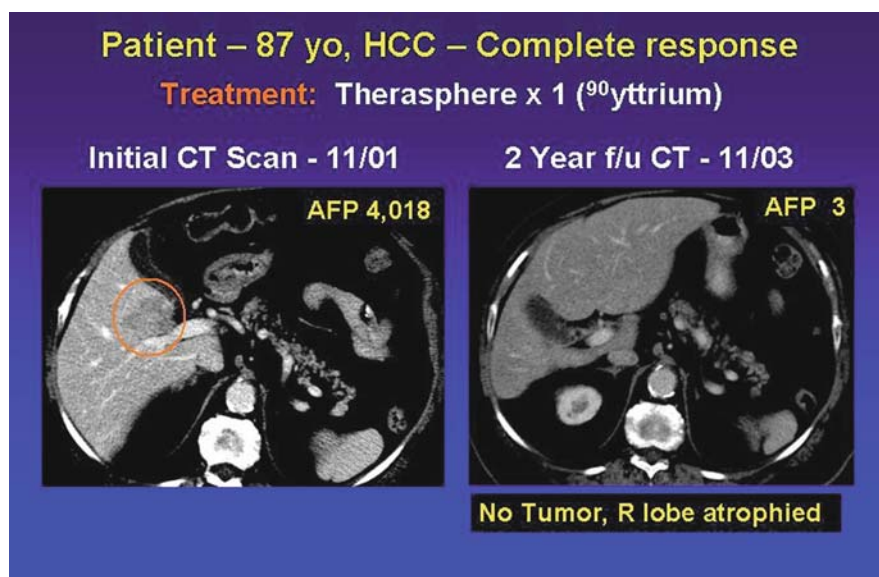 Patient – 87 yo, HCC – Complete response
Treatment: Therasphere x 1 (⁹⁰yttrium)
Initial CT Scan - 11/01
2 Year f/u CT - 11/03
AFP 4,018
AFP 3
No Tumor, R lobe atrophied